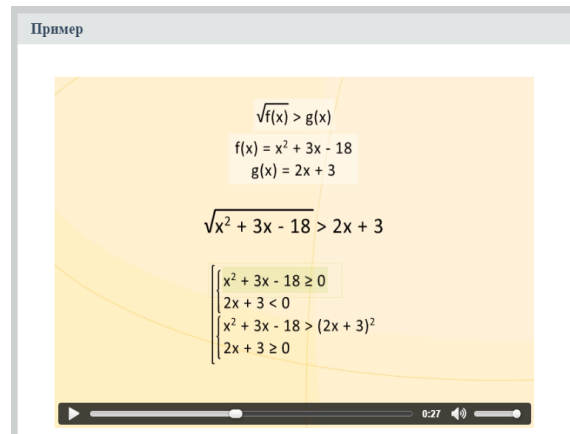 Пример
√f(x) > g(x)
f(x) = x² + 3x - 18
g(x) = 2x + 3
√x² + 3x - 18 > 2x + 3
x² + 3x - 18 ≥ 0
2x + 3 < 0
x² + 3x - 18 > (2x + 3)²
2x + 3 ≥ 0
0:27